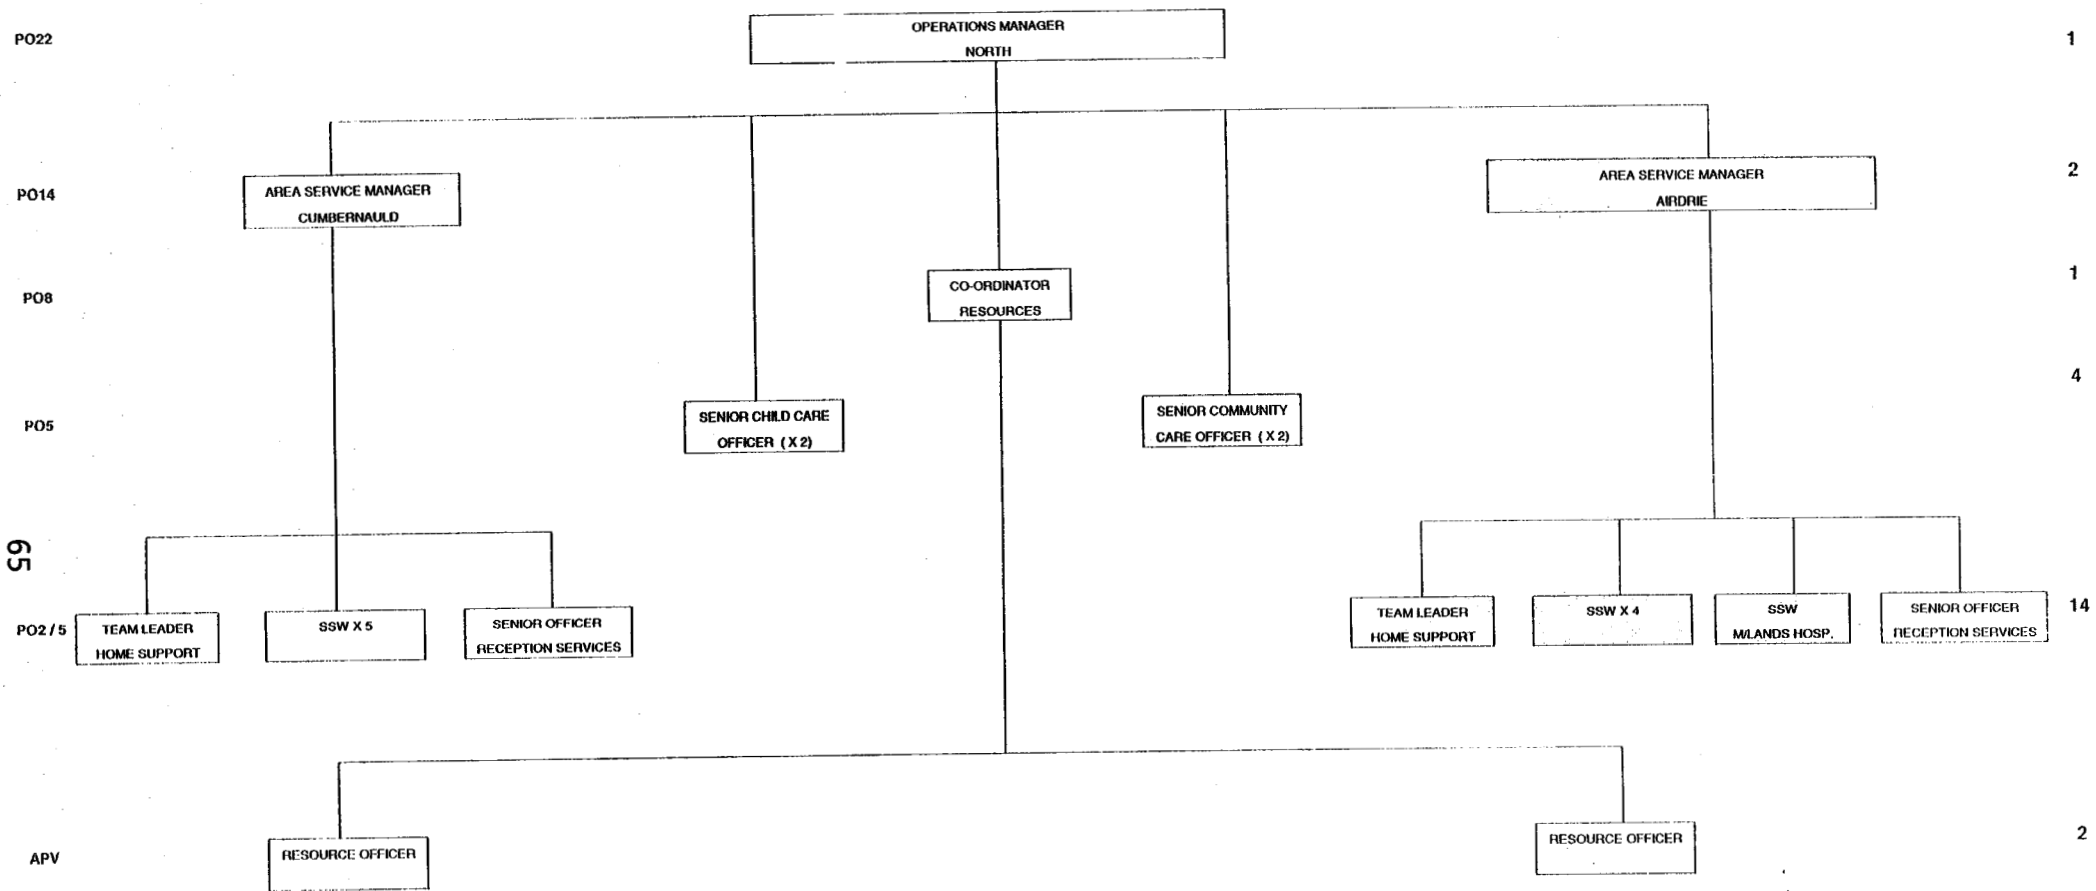 PO22
OPERATIONS MANAGER
NORTH
1
PO14
AREA SERVICE MANAGER
CUMBERNAULD
AREA SERVICE MANAGER
AIRDRIE
2
PO8
CO-ORDINATOR
RESOURCES
1
PO5
SENIOR CHILD CARE
OFFICER ( X 2)
SENIOR COMMUNITY
CARE OFFICER ( X 2)
4
65
PO2 / 5
TEAM LEADER
HOME SUPPORT
SSW X 5
SENIOR OFFICER
RECEPTION SERVICES
TEAM LEADER
HOME SUPPORT
SSW X 4
SSW
M/LANDS HOSP.
SENIOR OFFICER
RECEPTION SERVICES
14
APV
RESOURCE OFFICER
RESOURCE OFFICER
2